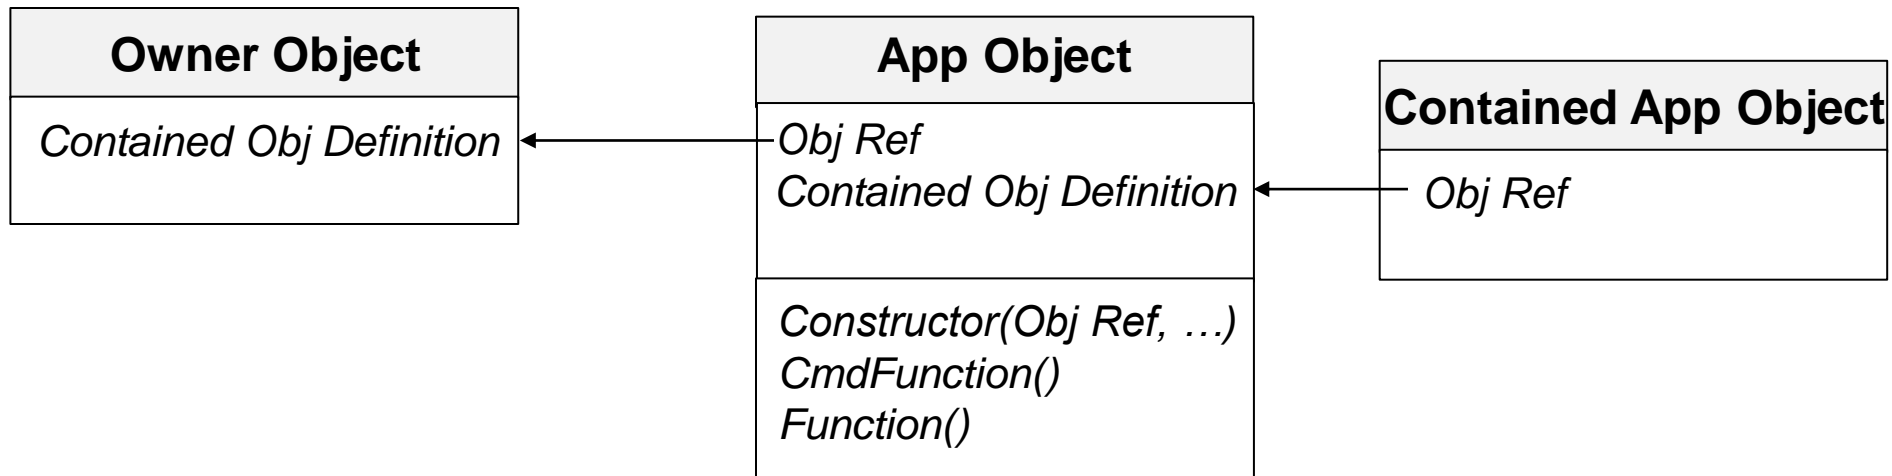 Owner Object
Contained Obj Definition
App Object
Obj Ref
Contained Obj Definition
Constructor(Obj Ref, …)
CmdFunction()
Function()
Contained App Object
Obj Ref